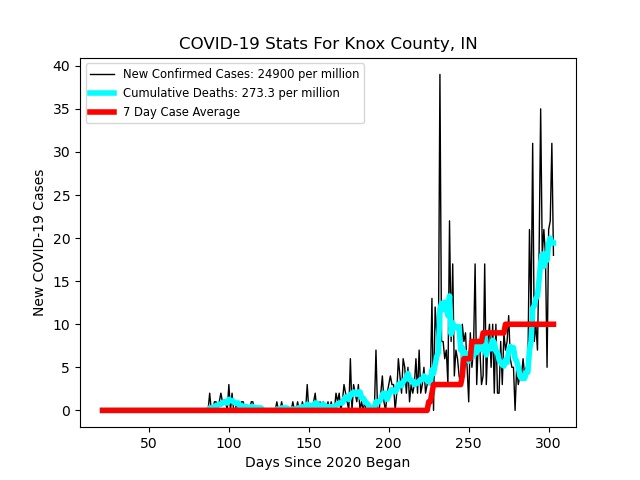 COVID-19 Stats For Knox County, IN
New Confirmed Cases: 24900 per million
Cumulative Deaths: 273.3 per million
7 Day Case Average
40
35
30
25
20
15
10
5
0
New COVID-19 Cases
50 100 150 200 250 300
Days Since 2020 Began